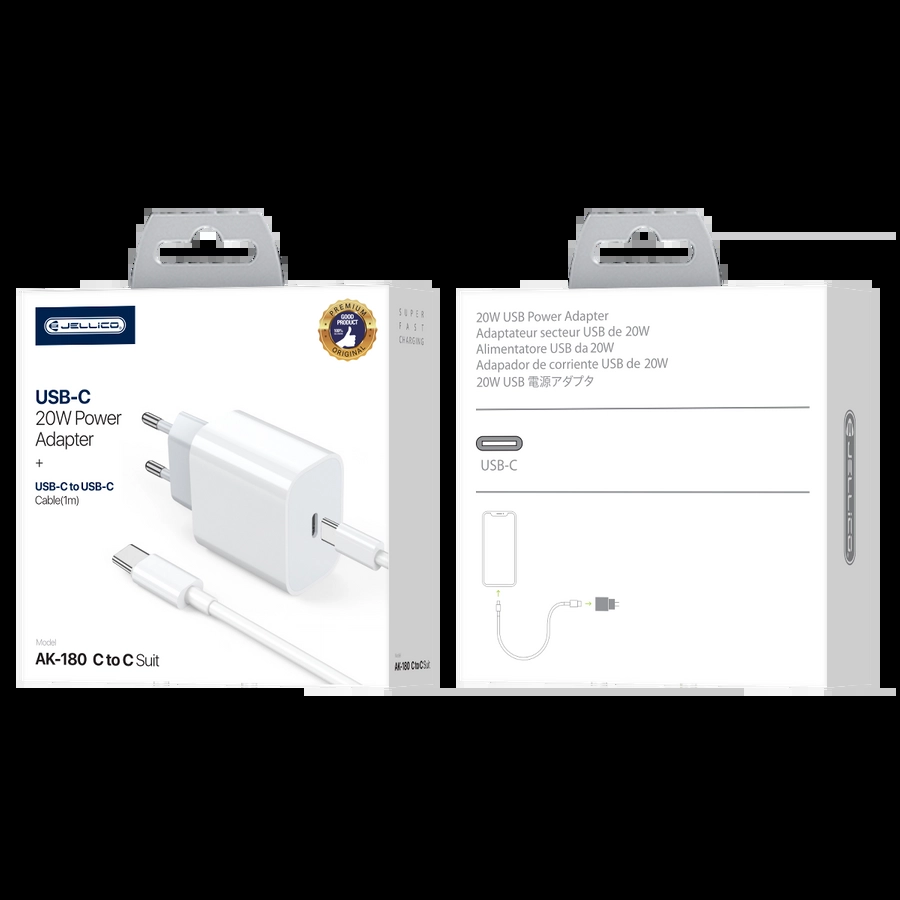 JELLICO
PREMIUM
GOOD
PRODUCT
100%
ORIGINAL
SUPER
FAST
CHARGING
USB-C
20W Power
Adapter
+
USB-C to USB-C
Cable(1m)
Model
AK-180 C to C Suit
AK-180 C to C Suit
20W USB Power Adapter
Adaptateur secteur USB de 20W
Alimentatore USB da 20W
Adapador de corriente USB de 20W
20W USB 電源アダプタ
USB-C
JELLICO